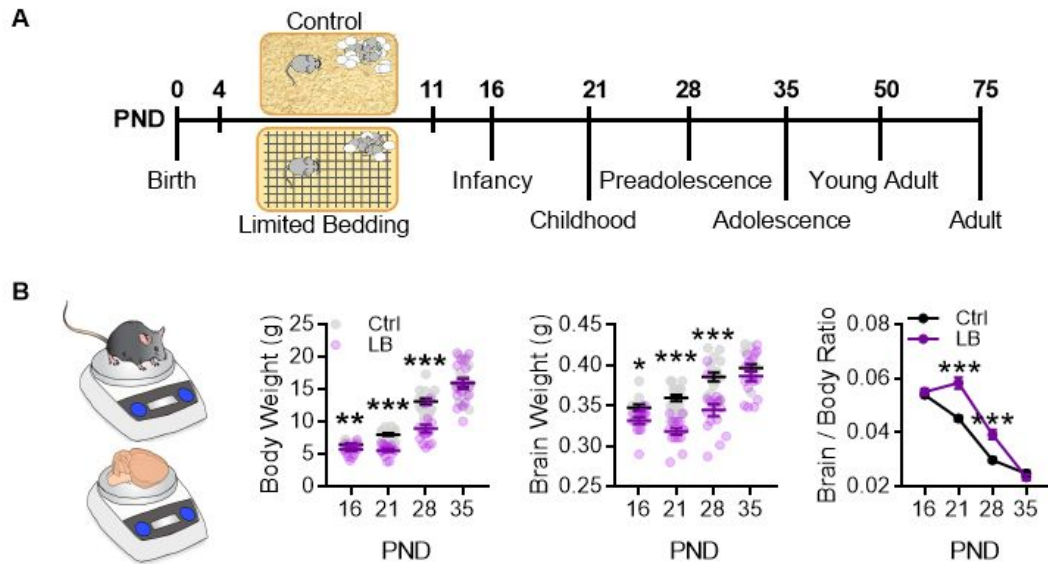 A
Control
0 4 11 16 21 28 35 50 75
PND
Birth
Infancy
Preadolescence
Young Adult
Limited Bedding
Childhood
Adolescence
Adult
B
Body Weight (g)
25
20
15
10
5
0
Ctrl
LB
**
***
***
16 21 28 35
PND
Brain Weight (g)
0.45
0.40
0.35
0.30
0.25
*
***
***
16 21 28 35
PND
Brain / Body Ratio
0.08
0.06
0.04
0.02
Ctrl
LB
***
***
16 21 28 35
PND